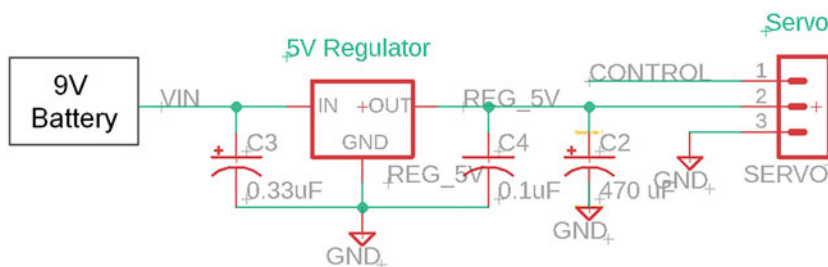 Servo
5V Regulator
9V
Battery
VIN
IN
+OUT
GND
REG_5V
REG_5V
CONTROL
1
2
3
C3
0.33uF
C4
0.1uF
C2
470 uF
GND
GND
GND
SERVO